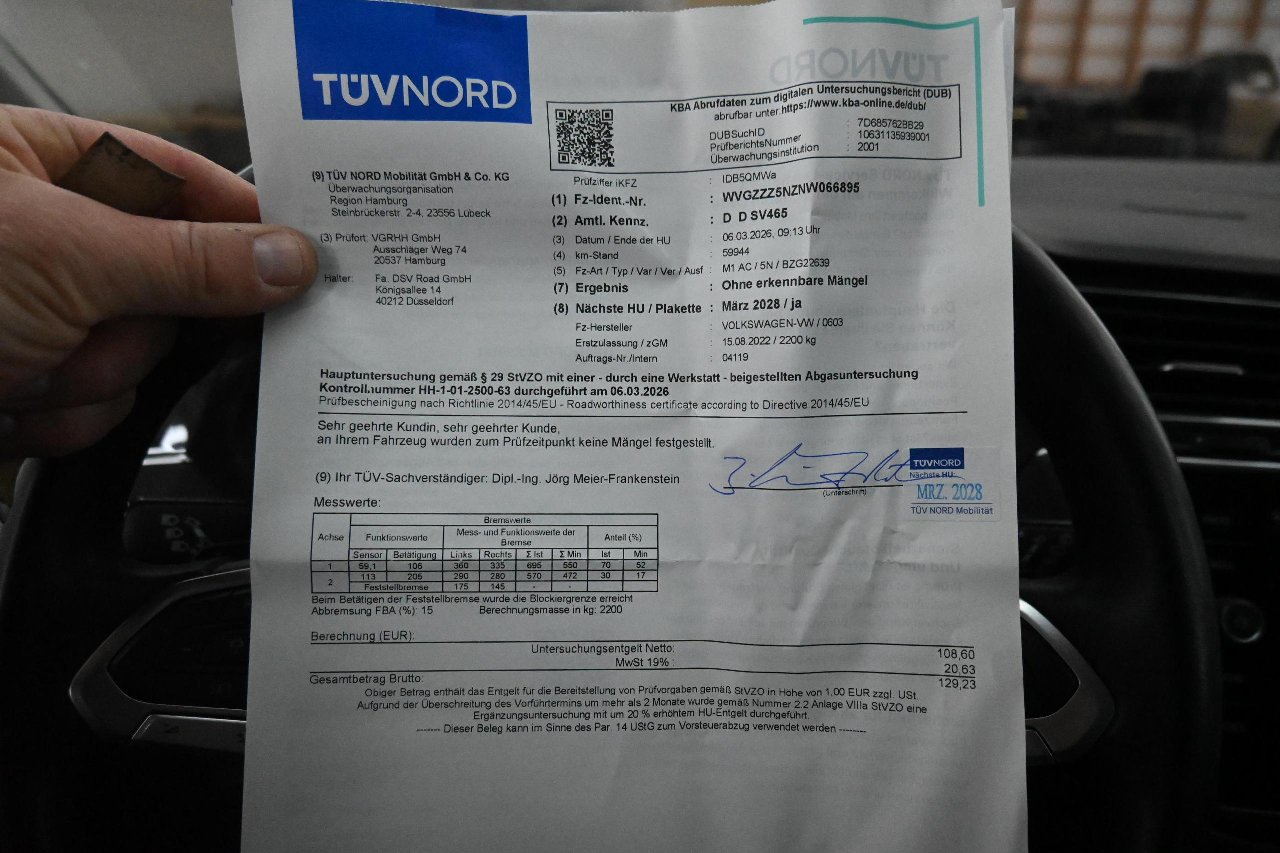 TÜVNORD
KBA Abrufdaten zum digitalen Untersuchungsbericht (DUB)
abrufbar unter:https://www.kba-online.de/dub/
DUBSuchID : 7D685762BB29
PrüfberichtsNummer : 10631135939001
Überwachungsinstitution : 2001
(9) TÜV NORD Mobilität GmbH & Co. KG
Überwachungsorganisation
Region Hamburg
Steinbrückerstr. 2-4, 23556 Lübeck
(3) Prüfort: VGRHH GmbH
Ausschläger Weg 74
20537 Hamburg
Halter: Fa. DSV Road GmbH
Königsallee 14
40212 Düsseldorf
Prüfziffer iKFZ : IDB5QMWa
(1) Fz-Ident.-Nr. : WVGZZZ5NZNW066895
(2) Amtl. Kennz. : D D SV465
(3) Datum / Ende der HU : 06.03.2026, 09:13 Uhr
(4) km-Stand : 59944
(5) Fz-Art / Typ / Var / Ver / Ausf : M1 AC / 5N / BZG22639
(7) Ergebnis : Ohne erkennbare Mängel
(8) Nächste HU / Plakette : März 2028 / ja
Fz-Hersteller : VOLKSWAGEN-VW / 0603
Erstzulassung / zGM : 15.08.2022 / 2200 kg
Auftrags-Nr./Intern : 04119
Hauptuntersuchung gemäß § 29 StVZO mit einer - durch eine Werkstatt - beigestellten Abgasuntersuchung
Kontroll.ummer HH-1-01-2500-63 durchgeführt am 06.03.2026
Prüfbescheinigung nach Richtlinie 2014/45/EU - Roadworthiness certificate according to Directive 2014/45/EU
Sehr geehrte Kundin, sehr geehrter Kunde,
an Ihrem Fahrzeug wurden zum Prüfzeitpunkt keine Mängel festgestellt.
(9) Ihr TÜV-Sachverständiger: Dipl.-Ing. Jörg Meier-Frankenstein
(Unterschrift)
TÜVNORD
Nächste HU:
MRZ. 2028
TÜV NORD Mobilität
Messwerte:
Achse Bremswerte
Funktionswerte Mess- und Funktionswerte der Bremse Anteil (%)
Sensor Betätigung Links Rechts Σ Ist Σ Min Ist Min
1 59,1 106 360 335 695 550 70 52
2 113 205 290 280 570 472 30 17
Feststellbremse 175 145 - - - -
Beim Betätigen der Feststellbremse wurde die Blockiergrenze erreicht
Abbremsung FBA (%): 15 Berechnungsmasse in kg: 2200
Berechnung (EUR):
Untersuchungsentgelt Netto: 108,60
MwSt 19% : 20,63
Gesamtbetrag Brutto: 129,23
Obiger Betrag enthält das Entgelt für die Bereitstellung von Prüfvorgaben gemäß StVZO in Höhe von 1,00 EUR zzgl. USt.
Aufgrund der Überschreitung des Vorführtermins um mehr als 2 Monate wurde gemäß Nummer 2.2 Anlage VIIIa StVZO eine
Ergänzungsuntersuchung mit um 20 % erhöhtem HU-Entgelt durchgeführt.
-------- Dieser Beleg kann im Sinne des Par. 14 UStG zum Vorsteuerabzug verwendet werden ---------